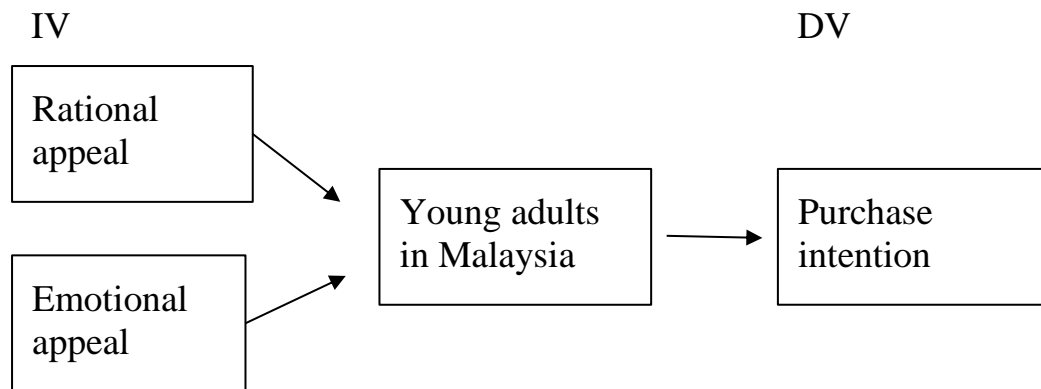 IV
DV
Rational
appeal
Young adults
in Malaysia
Purchase
intention
Emotional
appeal